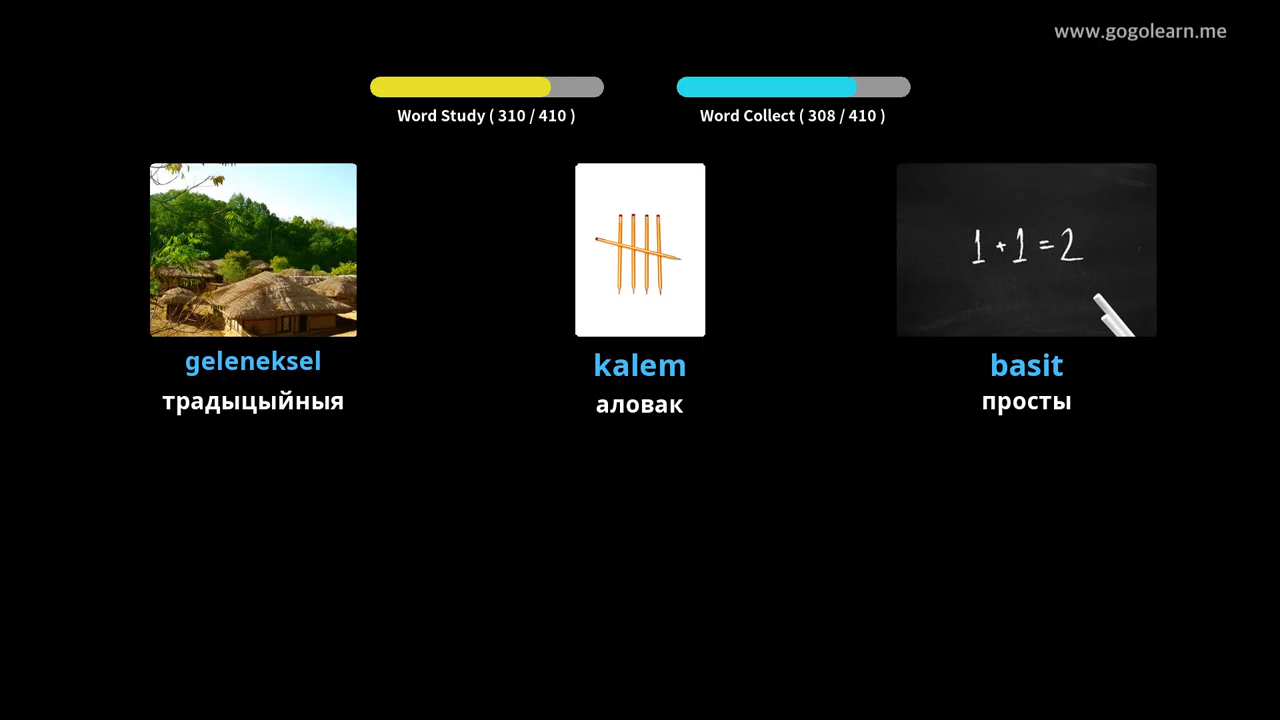 www.gogolearn.me
Word Study ( 310 / 410 )
Word Collect ( 308 / 410 )
1 + 1 = 2
geleneksel
kalem
basit
традыцыйныя
аловак
просты